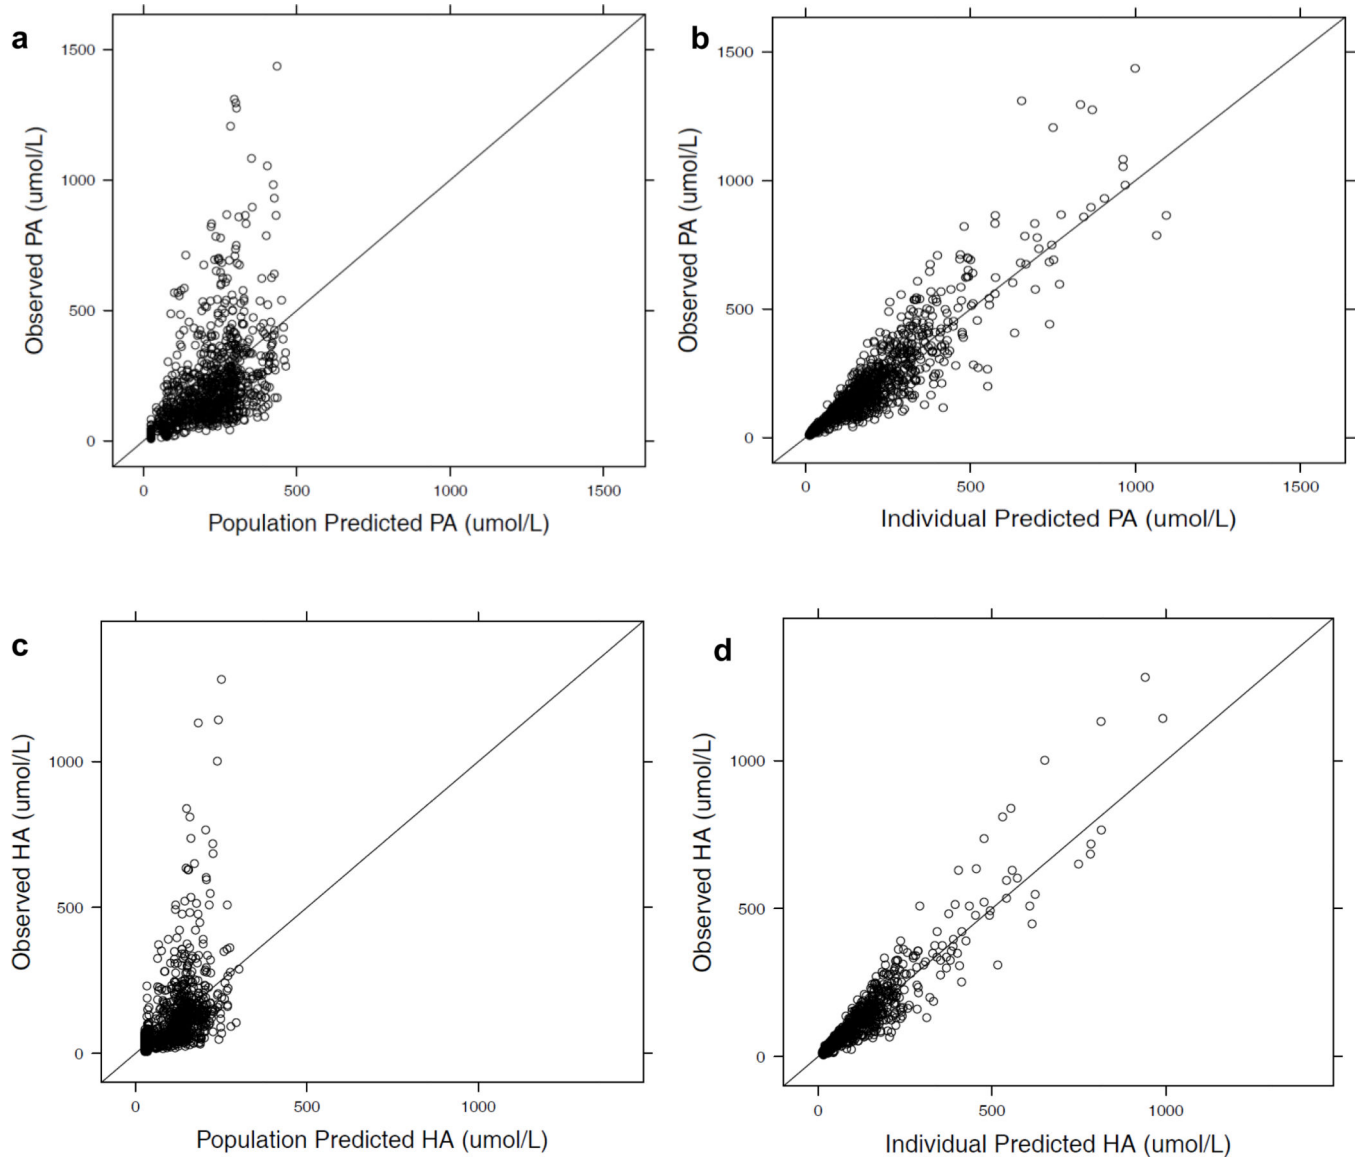 a
1500
1000
500
0
Observed PA (umol/L)
0 500 1000 1500
Population Predicted PA (umol/L)
b
1500
1000
500
0
Observed PA (umol/L)
0 500 1000 1500
Individual Predicted PA (umol/L)
c
1000
500
0
Observed HA (umol/L)
0 500 1000
Population Predicted HA (umol/L)
d
1000
500
0
Observed HA (umol/L)
0 500 1000
Individual Predicted HA (umol/L)